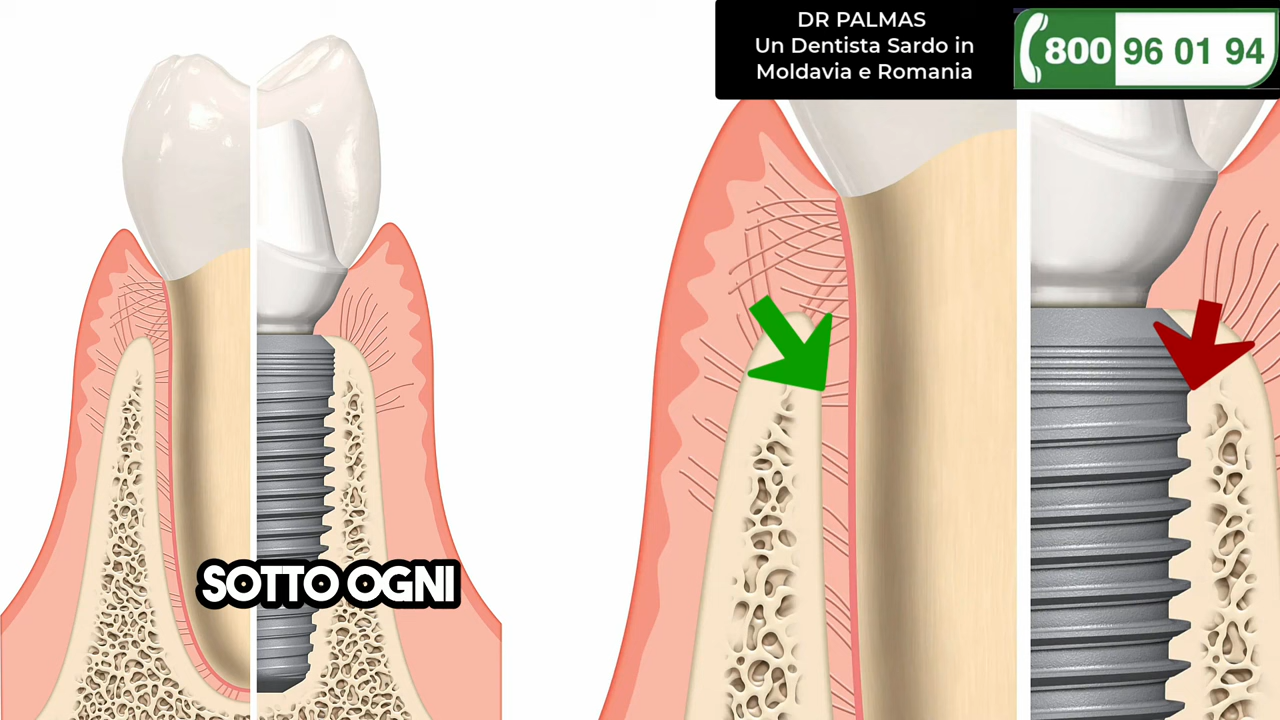 DR PALMAS
Un Dentista Sardo in
Moldavia e Romania
800 96 01 94
SOTTO OGNI